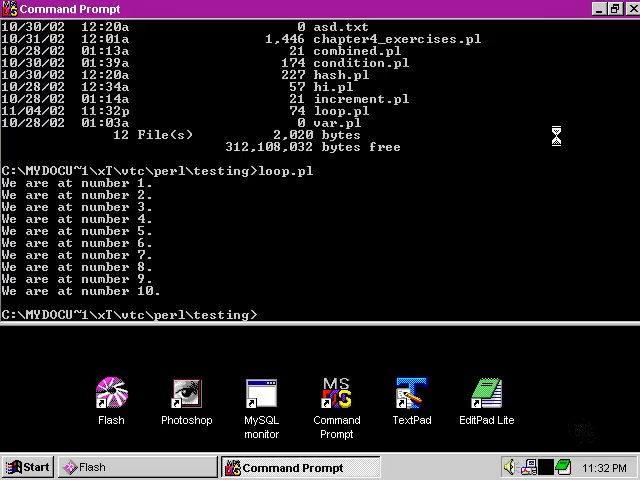 Command Prompt
10/30/02  12:20a                 0 asd.txt
10/31/02  12:01a             1,446 chapter4_exercises.pl
10/28/02  01:13a                21 combined.pl
10/28/02  01:39a               174 condition.pl
10/30/02  12:20a               227 hash.pl
10/28/02  12:34a                57 hi.pl
10/28/02  01:14a                21 increment.pl
11/04/02  11:32p                74 loop.pl
10/28/02  01:03a                 0 var.pl
12 File(s)          2,020 bytes
312,108,032 bytes free
C:\MYDOCU~1\xT\vtc\perl\testing>loop.pl
We are at number 1.
We are at number 2.
We are at number 3.
We are at number 4.
We are at number 5.
We are at number 6.
We are at number 7.
We are at number 8.
We are at number 9.
We are at number 10.
C:\MYDOCU~1\xT\vtc\perl\testing>
Flash
Photoshop
MySQL monitor
Command Prompt
TextPad
EditPad Lite
Start
Flash
Command Prompt
11:32 PM